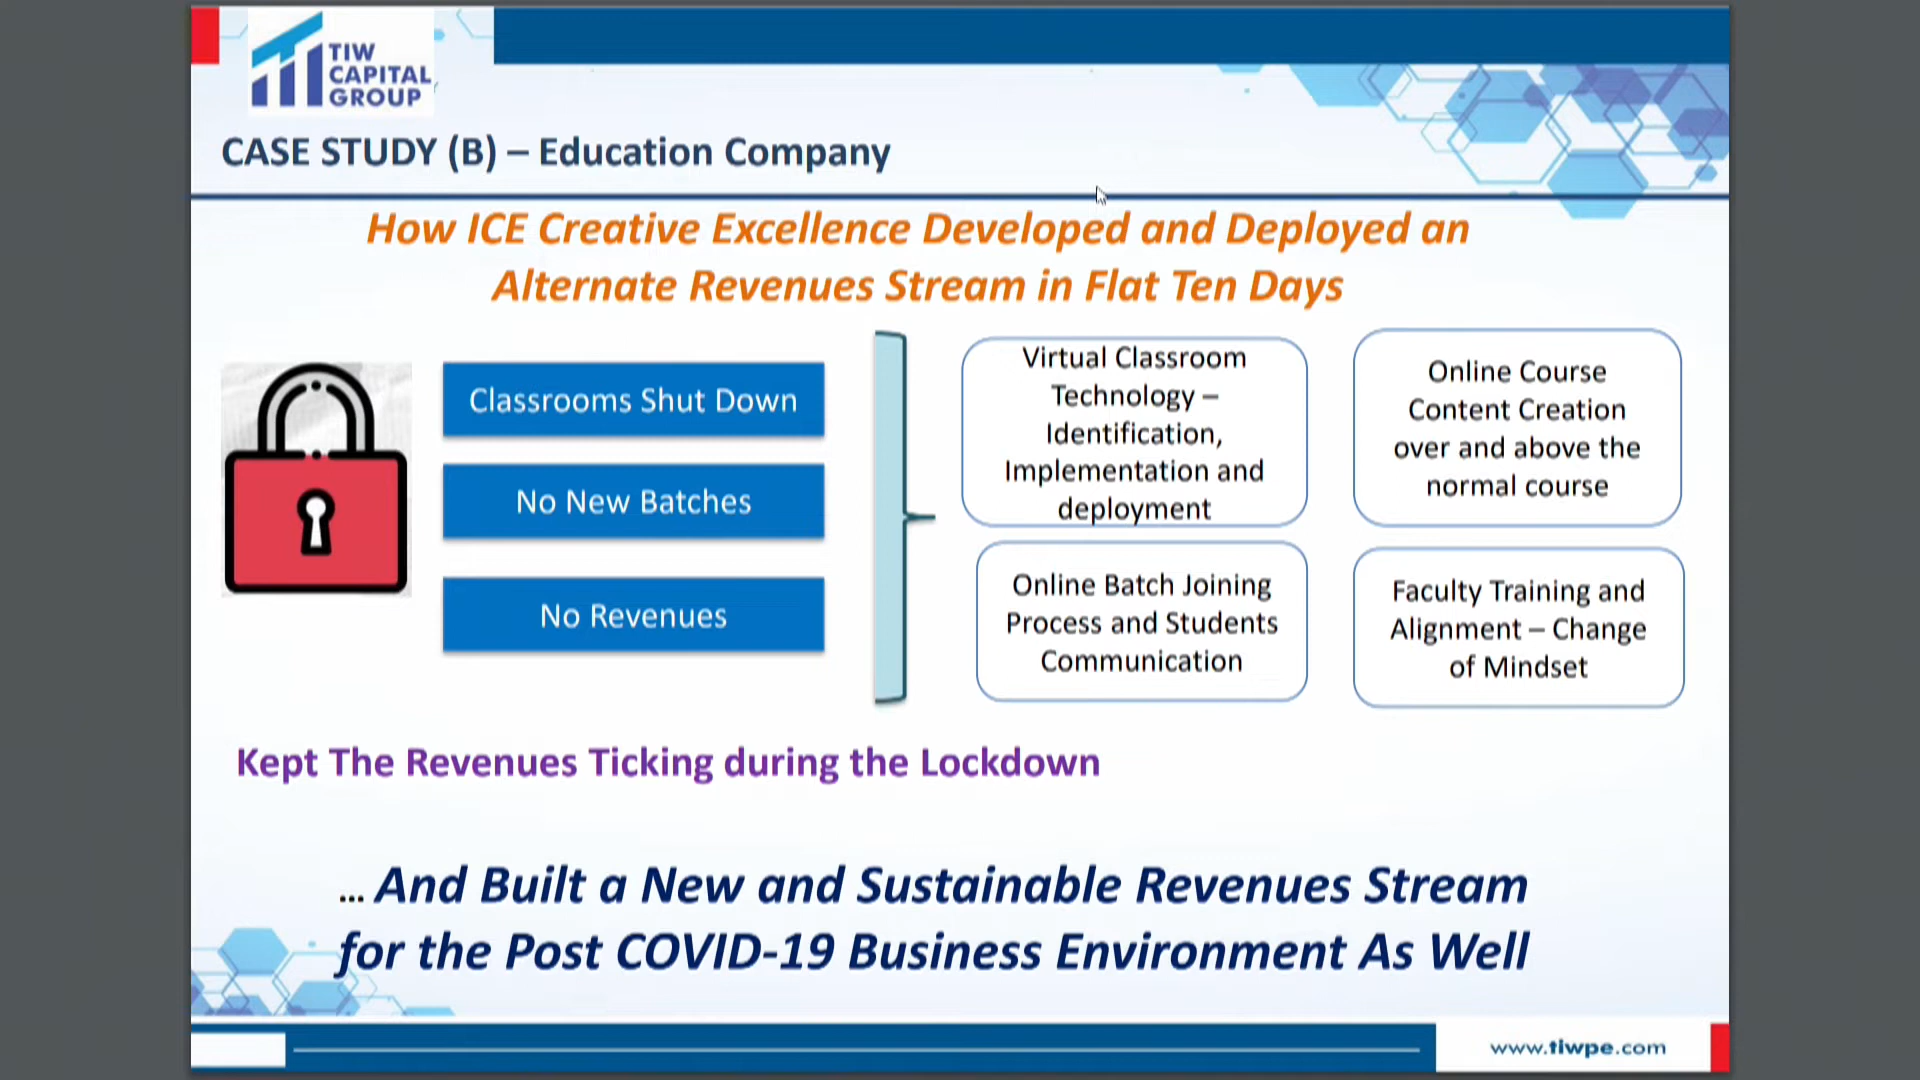 TIW
CAPITAL
GROUP
CASE STUDY (B) – Education Company
How ICE Creative Excellence Developed and Deployed an
Alternate Revenues Stream in Flat Ten Days
Classrooms Shut Down
No New Batches
No Revenues
Virtual Classroom
Technology –
Identification,
Implementation and
deployment
Online Course
Content Creation
over and above the
normal course
Online Batch Joining
Process and Students
Communication
Faculty Training and
Alignment – Change
of Mindset
Kept The Revenues Ticking during the Lockdown
... And Built a New and Sustainable Revenues Stream
for the Post COVID-19 Business Environment As Well
www.tiwpe.com